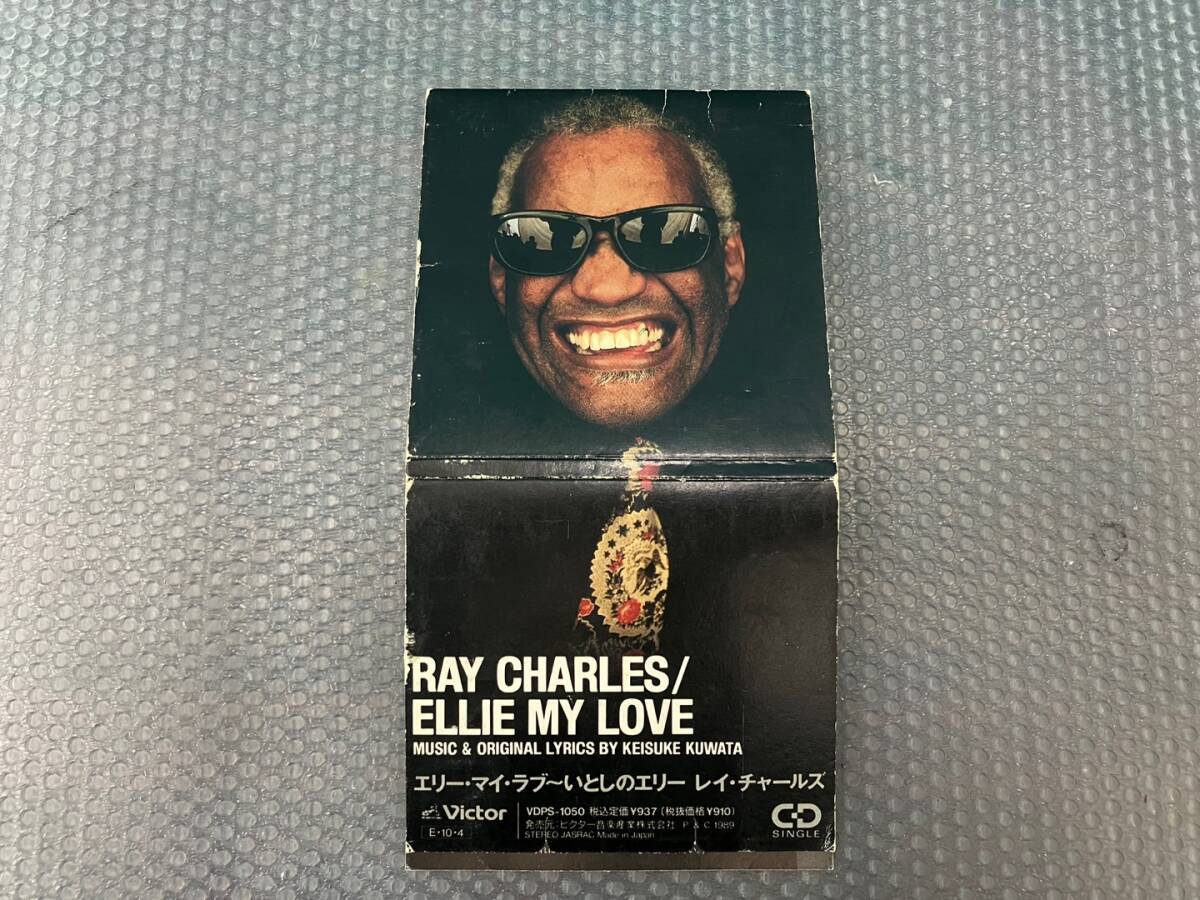 RAY CHARLES/
ELLIE MY LOVE
MUSIC & ORIGINAL LYRICS BY KEISUKE KUWATA
エリー・マイ・ラブ〜いとしのエリー レイ・チャールズ
Victor
E・10・4
VDPS-1050 税込定価¥937(税抜価格¥910)
発売元:ビクター音楽産業株式会社 P & C 1989
STEREO JASRAC Made in Japan
CD
SINGLE